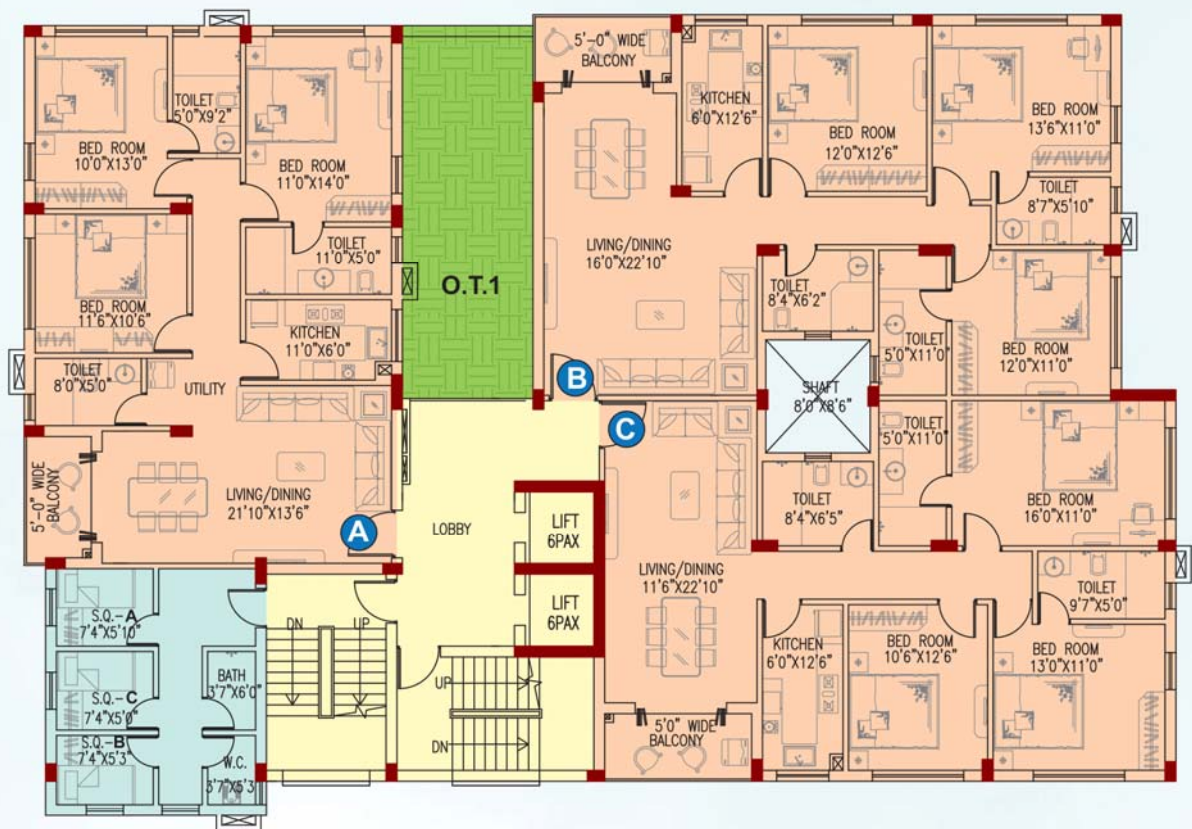 BED ROOM
10'0"X13'0"
TOILET
5'0"X9'2"
BED ROOM
11'0"X14'0"
TOILET
11'0"X5'0"
BED ROOM
11'6"X10'6"
KITCHEN
11'0"X6'0"
TOILET
8'0"X5'0"
UTILITY
5'-0" WIDE
BALCONY
LIVING/DINING
21'10"X13'6"
A
O.T.1
5'-0" WIDE
BALCONY
KITCHEN
6'0"X12'6"
BED ROOM
12'0"X12'6"
BED ROOM
13'6"X11'0"
TOILET
8'7"X5'10"
LIVING/DINING
16'0"X22'10"
TOILET
8'4"X6'2"
TOILET
5'0"X11'0"
BED ROOM
12'0"X11'0"
B
SHAFT
8'0"X8'6"
C
TOILET
5'0"X11'0"
BED ROOM
16'0"X11'0"
TOILET
8'4"X6'5"
LIVING/DINING
11'6"X22'10"
TOILET
9'7"X5'0"
KITCHEN
6'0"X12'6"
BED ROOM
10'6"X12'6"
BED ROOM
13'0"X11'0"
5'0" WIDE
BALCONY
LOBBY
LIFT
6PAX
LIFT
6PAX
DN
UP
UP
DN
S.Q.-A
7'4"X5'10"
S.Q.-C
7'4"X5'0"
S.Q.-B
7'4"X5'3"
BATH
3'7"X6'0"
W.C.
3'7"X5'3